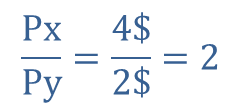 Px/Py = 4$/2$ = 2